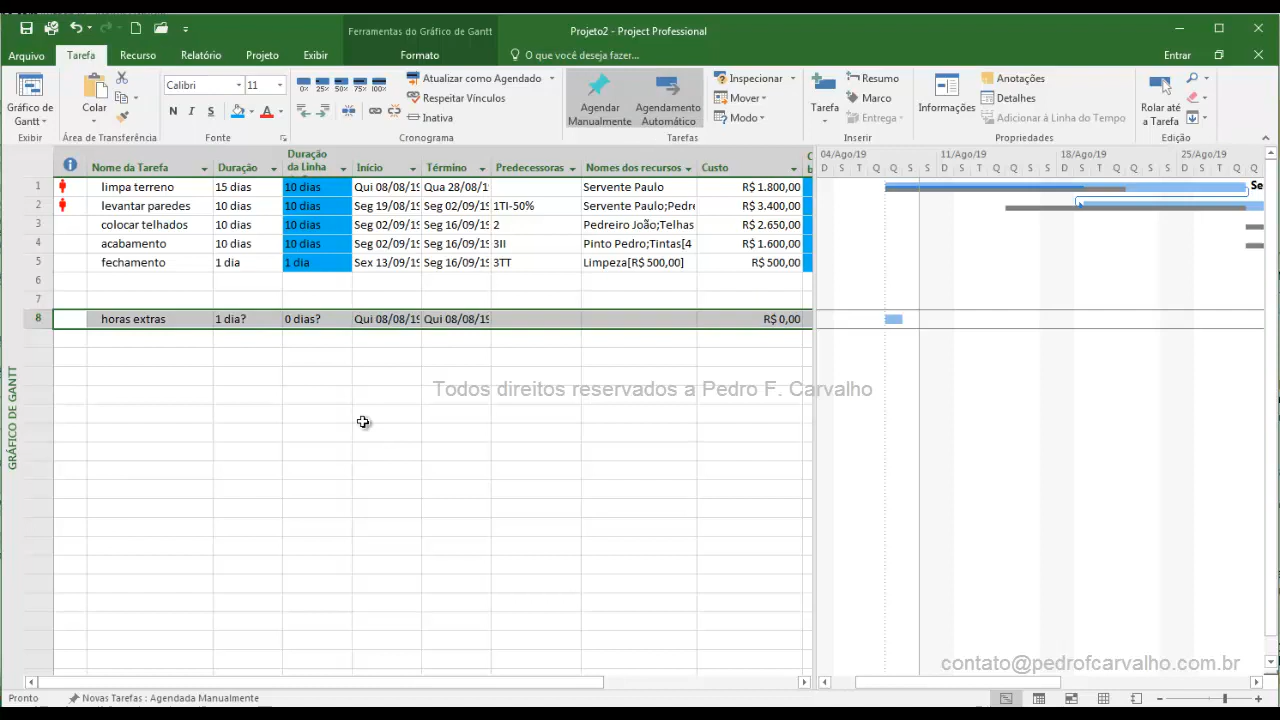 Ferramentas do Gráfico de Gantt
Projeto2 - Project Professional
Arquivo Tarefa Recurso Relatório Projeto Exibir Formato O que você deseja fazer... Entrar
Gráfico de Gantt
Exibir
Colar
Área de Transferência
Calibri 11
N I S
Fonte
0% 25% 50% 75% 100%
Atualizar como Agendado
Respeitar Vínculos
Inativa
Cronograma
Agendar Manualmente
Agendamento Automático
Inspecionar
Mover
Modo
Tarefas
Tarefa
Resumo
Marco
Entrega
Inserir
Informações
Anotações
Detalhes
Adicionar à Linha do Tempo
Propriedades
Rolar até a Tarefa
Edição
Nome da Tarefa Duração Duração da Linha Início Término Predecessoras Nomes dos recursos Custo
04/Ago/19 11/Ago/19 18/Ago/19 25/Ago/19
D S T Q Q S S D S T Q Q S S D S T Q Q S S D S T Q Q
1 limpa terreno 15 dias 10 dias Qui 08/08/19 Qua 28/08/1 Servente Paulo R$ 1.800,00 Se
2 levantar paredes 10 dias 10 dias Seg 19/08/19 Seg 02/09/19 1TI-50% Servente Paulo;Pedre R$ 3.400,00
3 colocar telhados 10 dias 10 dias Seg 02/09/19 Seg 16/09/19 2 Pedreiro João;Telhas R$ 2.650,00
4 acabamento 10 dias 10 dias Seg 02/09/19 Seg 16/09/19 3II Pinto Pedro;Tintas[4 R$ 1.600,00
5 fechamento 1 dia 1 dia Sex 13/09/19 Seg 16/09/19 3TT Limpeza[R$ 500,00] R$ 500,00
6
7
8 horas extras 1 dia? 0 dias? Qui 08/08/19 Qui 08/08/19 R$ 0,00
Todos direitos reservados a Pedro F. Carvalho
GRÁFICO DE GANTT
contato@pedrofcarvalho.com.br
Pronto Novas Tarefas : Agendada Manualmente